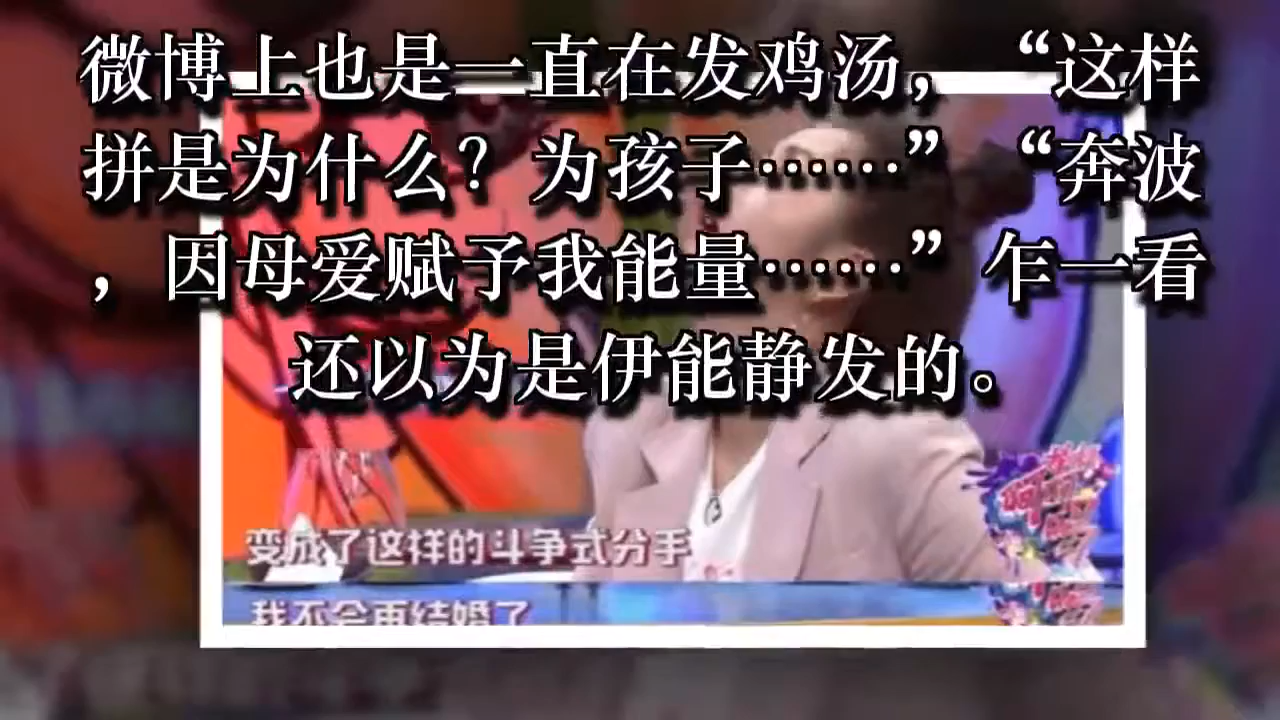 微博上也是一直在发鸡汤，“这样
拼是为什么？为孩子……”“奔波
，因母爱赋予我能量……”乍一看
还以为是伊能静发的。
变成了这样的斗争式分手
我不会再结婚了